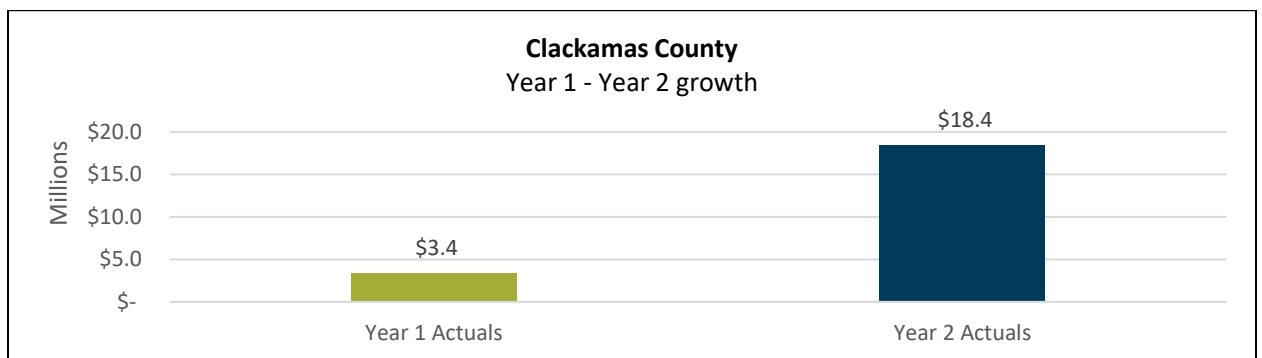 Clackamas County
Year 1 - Year 2 growth
Millions
$20.0
$15.0
$10.0
$5.0
$-
$3.4
$18.4
Year 1 Actuals
Year 2 Actuals